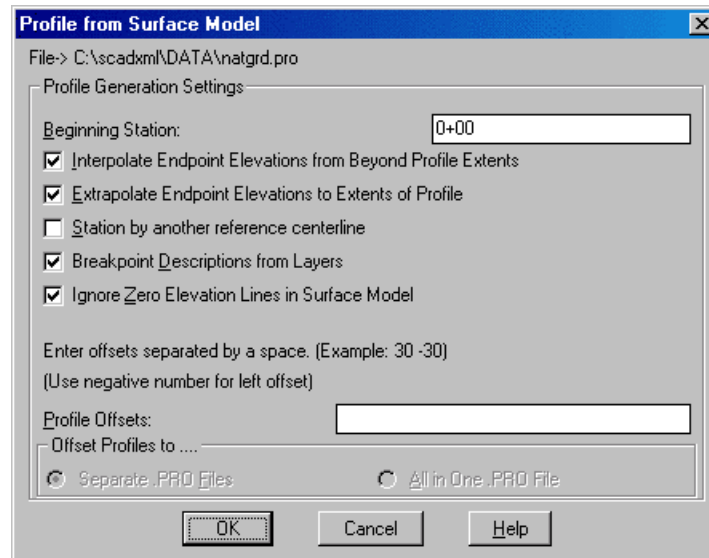 Profile from Surface Model
File-> C:\scadxml\DATA\natgrd.pro
Profile Generation Settings
Beginning Station: 0+00
Interpolate Endpoint Elevations from Beyond Profile Extents
Extrapolate Endpoint Elevations to Extents of Profile
Station by another reference centerline
Breakpoint Descriptions from Layers
Ignore Zero Elevation Lines in Surface Model
Enter offsets separated by a space. (Example: 30 -30)
(Use negative number for left offset)
Profile Offsets:
Offset Profiles to ....
Separate .PRO Files All in One .PRO File
OK Cancel Help